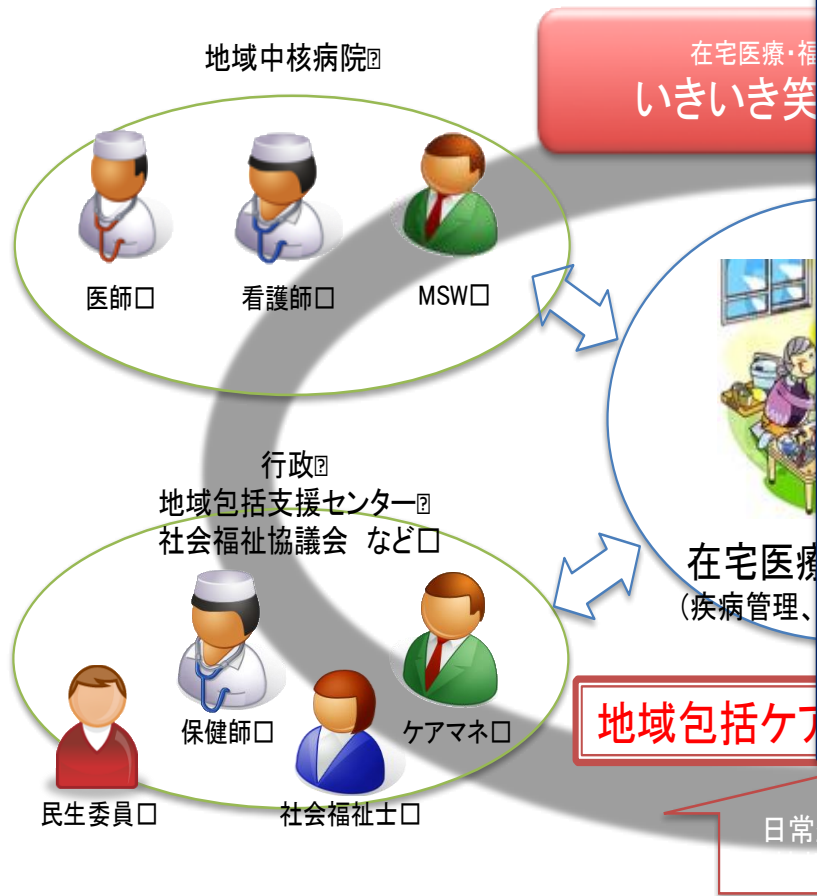 地域中核病院
在宅医療・福
いきいき笑
医師
看護師
MSW
行政
地域包括支援センター
社会福祉協議会 など
在宅医療
(疾病管理、
保健師
ケアマネ
地域包括ケア
民生委員
社会福祉士
日常